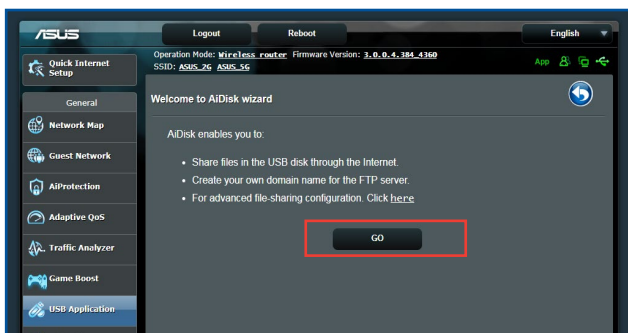 ASUS
Logout
Reboot
English
Quick Internet
Setup
Operation Mode: Wireless router Firmware Version: 3.0.0.4.384_4360
SSID: ASUS_2G ASUS_5G
App
General
Network Map
Guest Network
AiProtection
Adaptive QoS
Traffic Analyzer
Game Boost
USB Application
Welcome to AiDisk wizard
AiDisk enables you to:
• Share files in the USB disk through the Internet.
• Create your own domain name for the FTP server.
• For advanced file-sharing configuration. Click here
GO